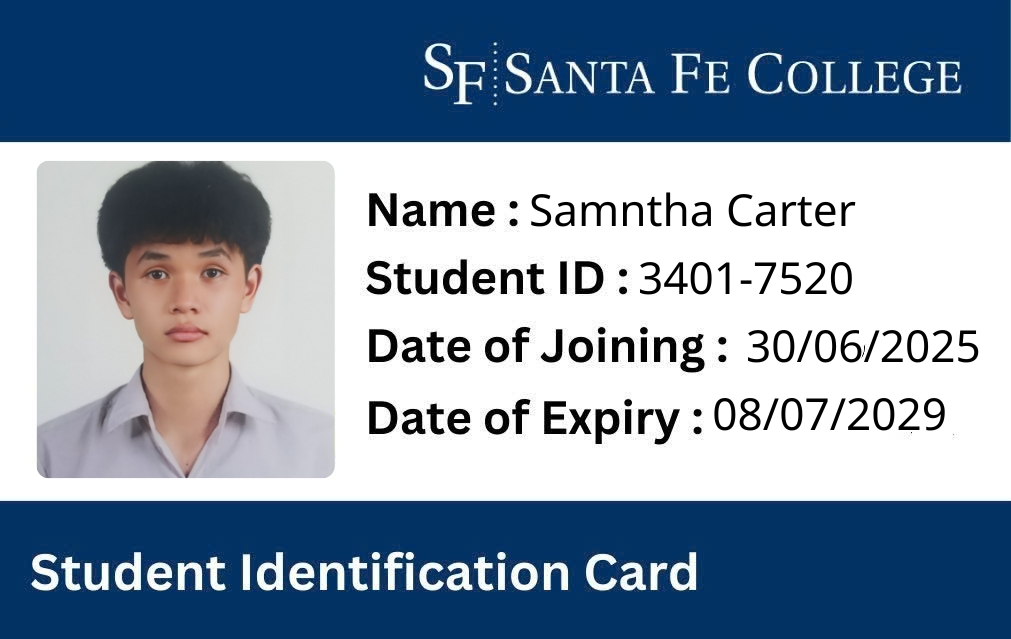 SF SANTA FE COLLEGE
Name : Samntha Carter
Student ID : 3401-7520
Date of Joining : 30/06/2025
Date of Expiry : 08/07/2029
Student Identification Card